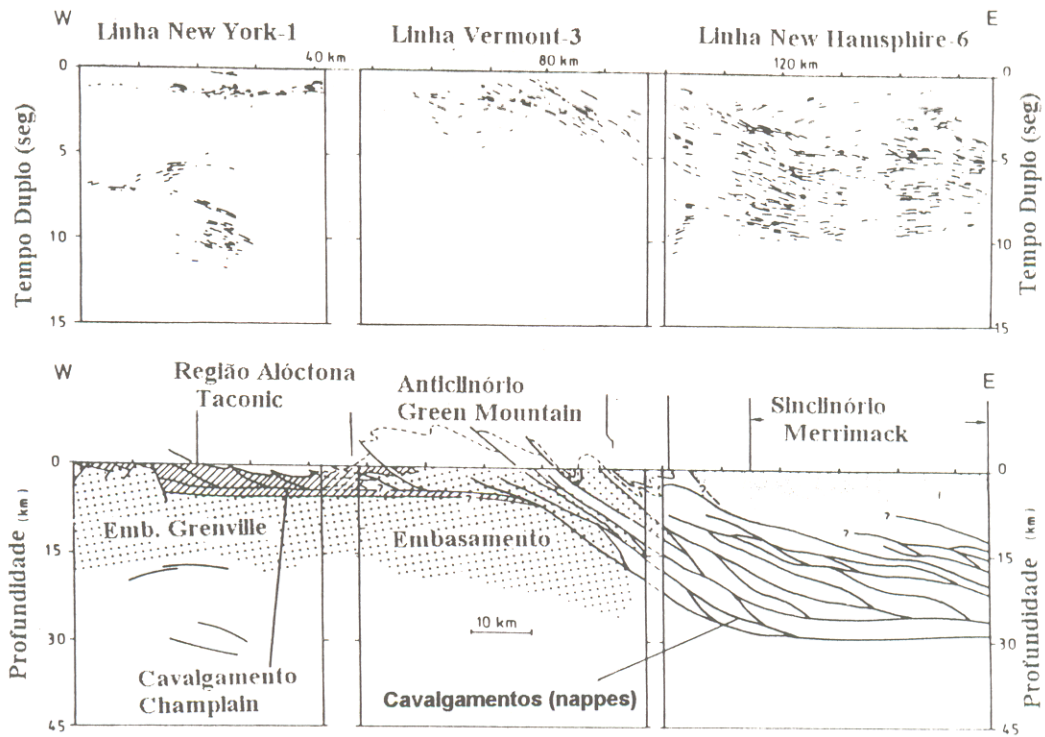 W
E
Linha New York-1
Linha Vermont-3
Linha New Hamsphire-6
40 km
80 km
120 km
0
5
10
15
Tempo Duplo (seg)
0
5
10
15
Tempo Duplo (seg)
W
E
Região Alóctona
Taconic
Anticlinório
Green Mountain
Sinclinório
Merrimack
0
15
30
45
Profundidade (km)
0
15
30
45
Profundidade (km)
Emb. Grenville
Embasamento
10 km
?
?
?
?
?
Cavalgamento
Champlain
Cavalgamentos (nappes)